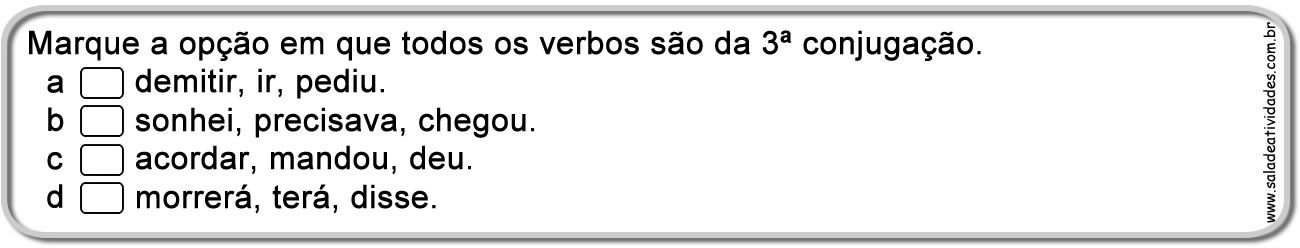 Marque a opção em que todos os verbos são da 3ª conjugação.
a demitir, ir, pediu.
b sonhei, precisava, chegou.
c acordar, mandou, deu.
d morrerá, terá, disse.
www.saladeatividades.com.br